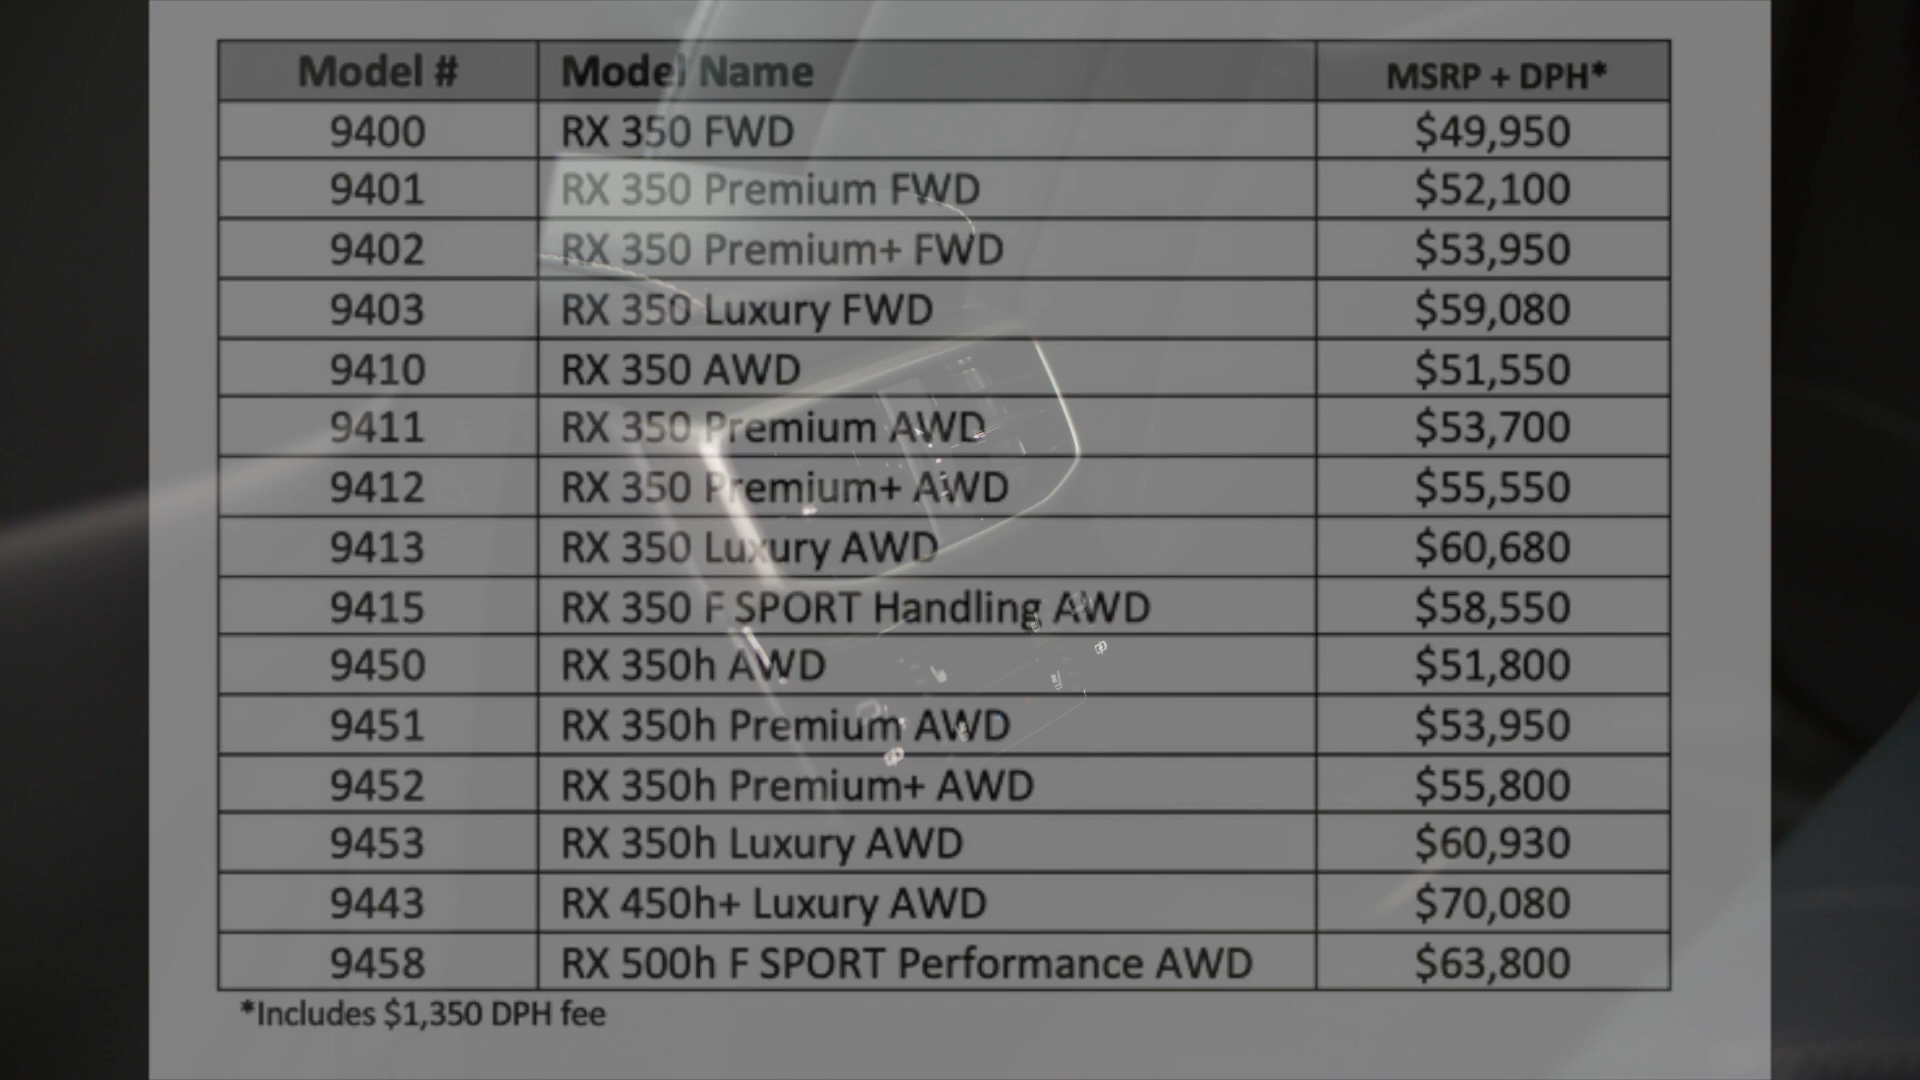 Model # Model Name MSRP + DPH*
9400 RX 350 FWD $49,950
9401 RX 350 Premium FWD $52,100
9402 RX 350 Premium+ FWD $53,950
9403 RX 350 Luxury FWD $59,080
9410 RX 350 AWD $51,550
9411 RX 350 Premium AWD $53,700
9412 RX 350 Premium+ AWD $55,550
9413 RX 350 Luxury AWD $60,680
9415 RX 350 F SPORT Handling AWD $58,550
9450 RX 350h AWD $51,800
9451 RX 350h Premium AWD $53,950
9452 RX 350h Premium+ AWD $55,800
9453 RX 350h Luxury AWD $60,930
9443 RX 450h+ Luxury AWD $70,080
9458 RX 500h F SPORT Performance AWD $63,800
*Includes $1,350 DPH fee